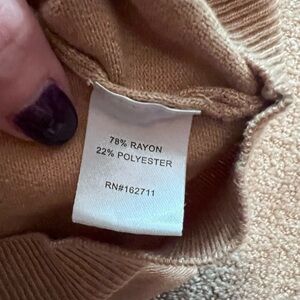 78% RAYON
22% POLYESTER
RN#162711